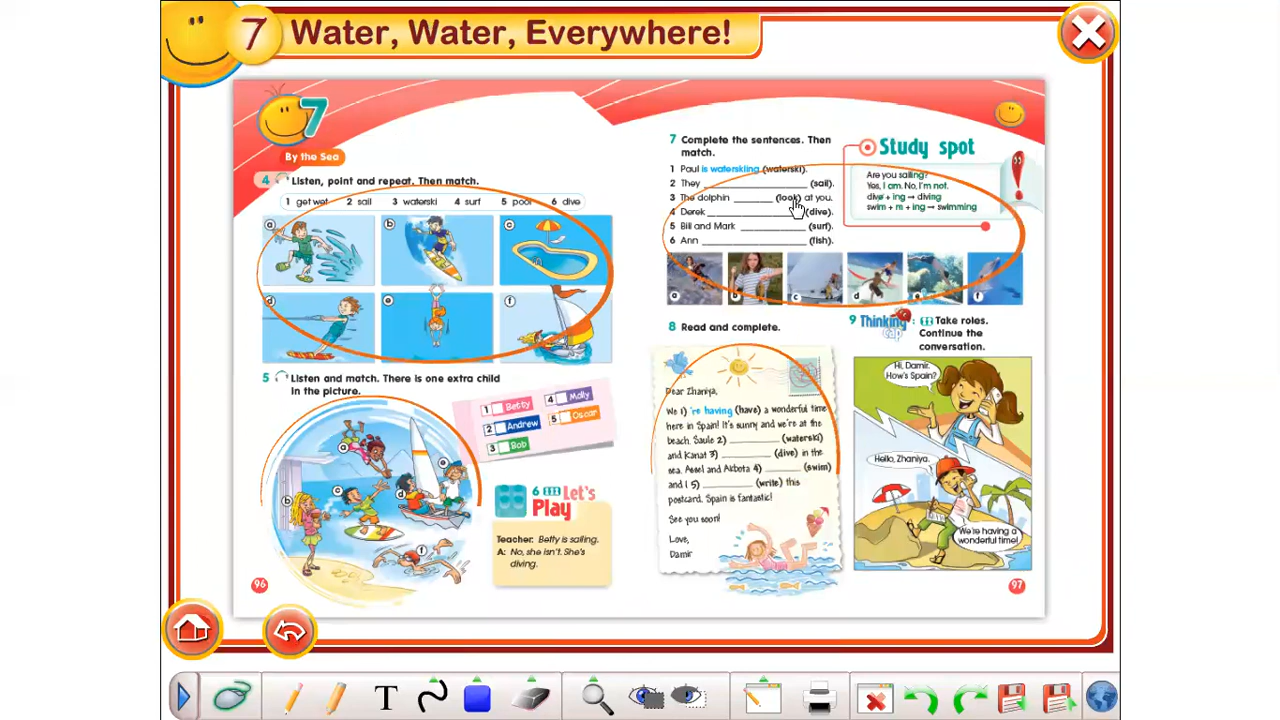 7 Water, Water, Everywhere!
7
By the Sea
4 Listen, point and repeat. Then match.
1 get wet 2 sail 3 waterski 4 surf 5 pool 6 dive
a
b
c
d
e
f
5 Listen and match. There is one extra child
in the picture.
1 Betty
2 Andrew
3 Bob
4 Molly
5 Oscar
a
b
c
d
e
f
6 Let's
Play
Teacher: Betty is sailing.
A: No, she isn't. She's
diving.
96
7 Complete the sentences. Then
match.
1 Paul is waterskiing (waterski).
2 They ____________ (sail).
3 The dolphin ______ (look) at you.
4 Derek ____________ (dive).
5 Bill and Mark __________ (surf).
6 Ann ____________ (fish).
Study spot
Are you sailing?
Yes, I am. No, I'm not.
dive + ing → diving
swim + m + ing → swimming
a
b
c
d
e
f
8 Read and complete.
Dear Zhaniya,
We 1) 're having (have) a wonderful time
here in Spain! It's sunny and we're at the
beach. Saule 2) ________ (waterski)
and Kanat 3) ________ (dive) in the
sea. Assel and Akbota 4) ______ (swim)
and I 5) ________ (write) this
postcard. Spain is fantastic!
See you soon!
Love,
Damir
9 Thinking cap Take roles.
Continue the
conversation.
Hi, Damir.
How's Spain?
Hello, Zhaniya.
We're having a
wonderful time!
97
T